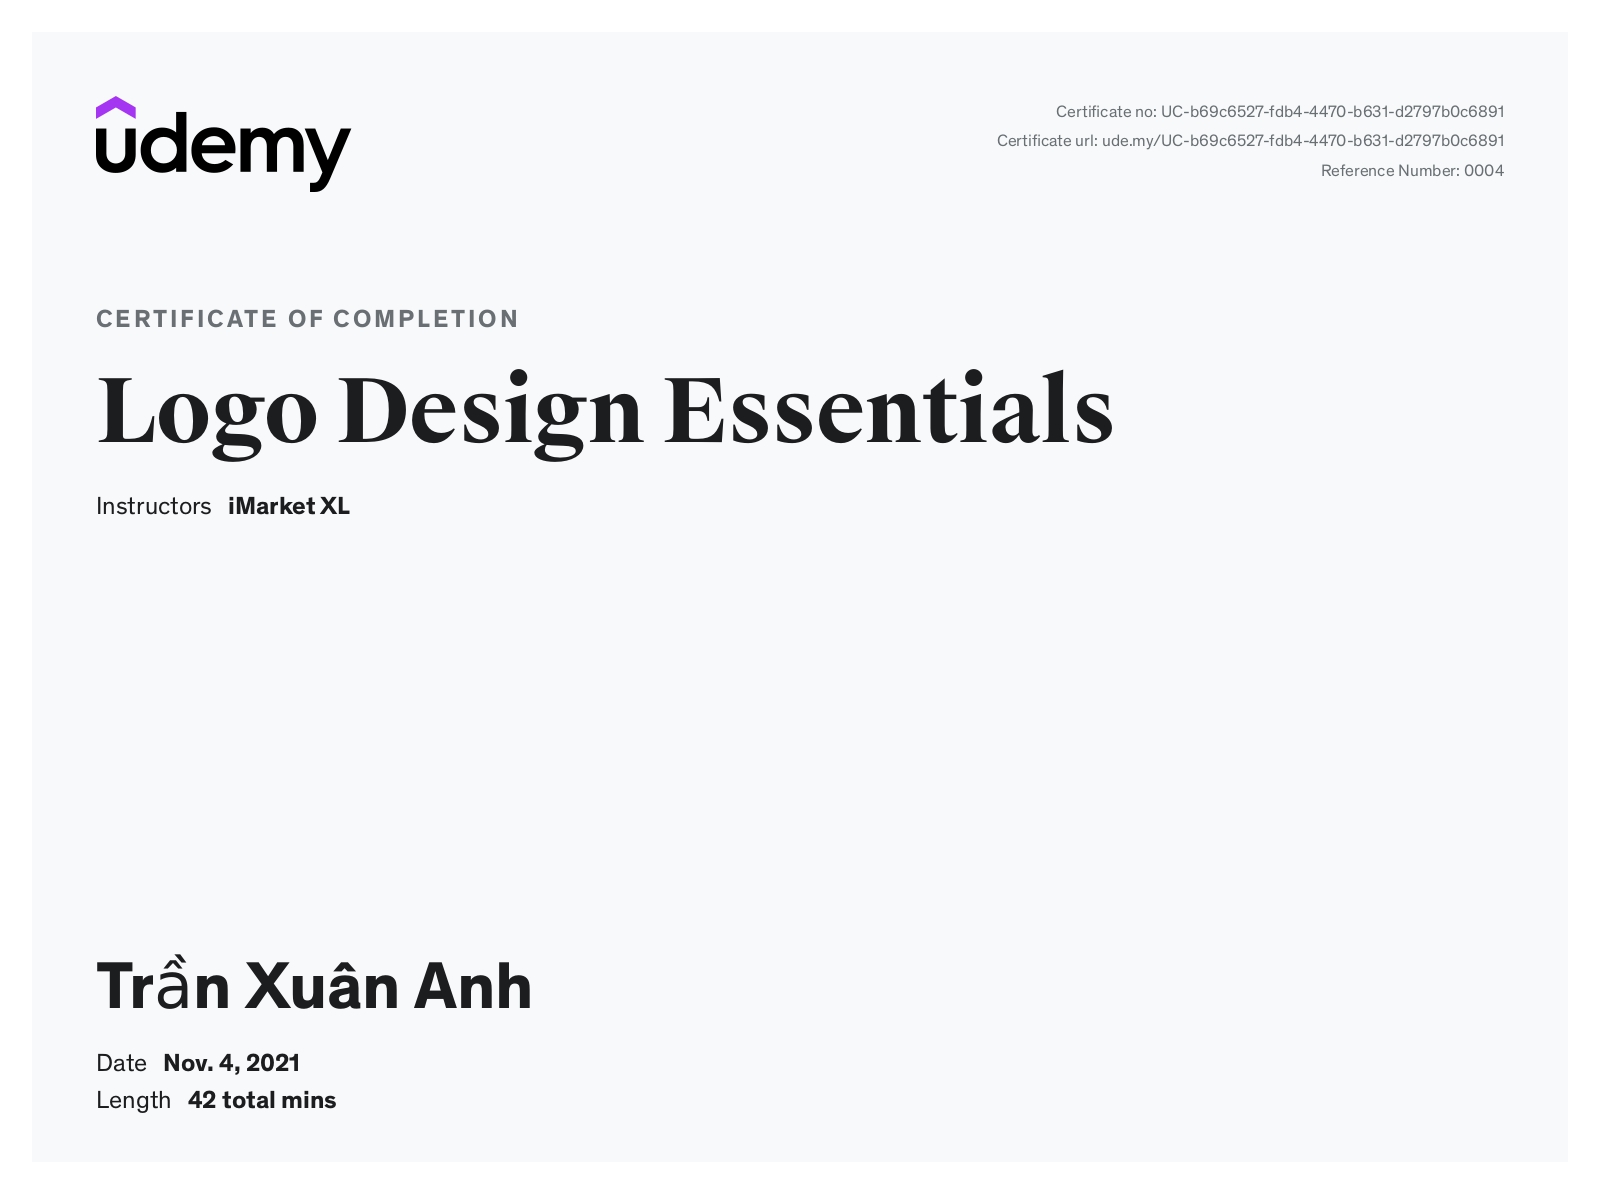 udemy
Certificate no: UC-b69c6527-fdb4-4470-b631-d2797b0c6891
Certificate url: ude.my/UC-b69c6527-fdb4-4470-b631-d2797b0c6891
Reference Number: 0004
CERTIFICATE OF COMPLETION
Logo Design Essentials
Instructors iMarket XL
Trần Xuân Anh
Date Nov. 4, 2021
Length 42 total mins